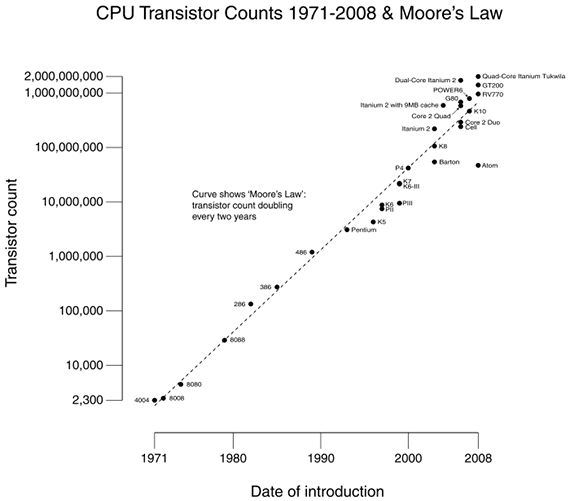 CPU Transistor Counts 1971-2008 & Moore's Law
2,000,000,000
1,000,000,000
100,000,000
10,000,000
1,000,000
100,000
10,000
2,300
Transistor count
Curve shows 'Moore's Law':
transistor count doubling
every two years
Dual-Core Itanium 2
Quad-Core Itanium Tukwila
GT200
POWER6
RV770
G80
Itanium 2 with 9MB cache
K10
Core 2 Quad
Core 2 Duo
Cell
Itanium 2
K8
Barton
Atom
P4
K7
K6-III
K6
PIII
PII
K5
Pentium
486
386
286
8088
8080
8008
4004
1971
1980
1990
2000
2008
Date of introduction